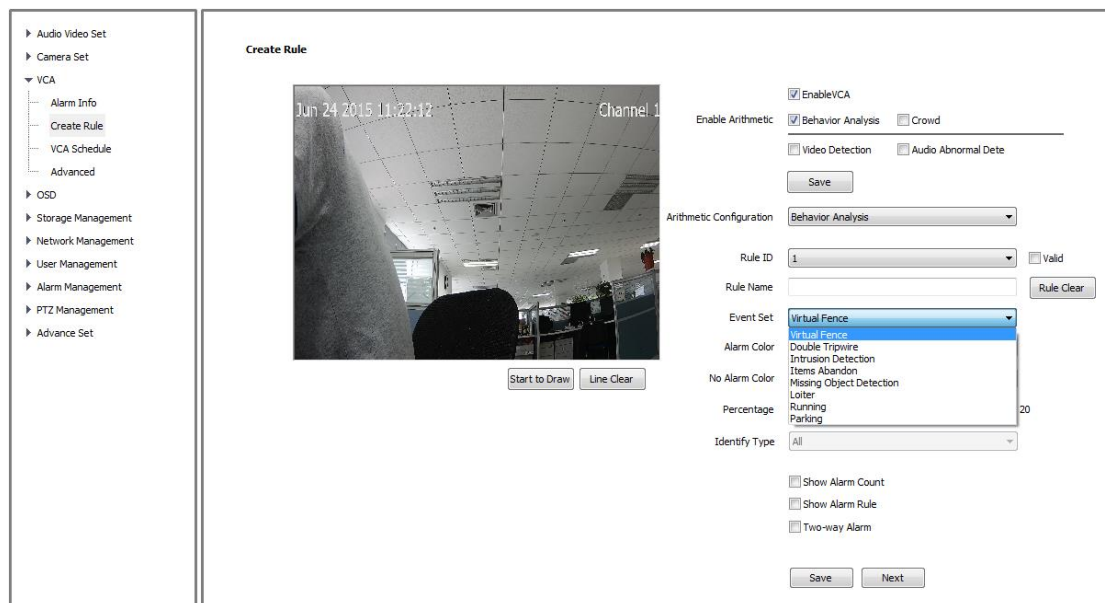 Audio Video Set
Camera Set
VCA
Alarm Info
Create Rule
VCA Schedule
Advanced
OSD
Storage Management
Network Management
User Management
Alarm Management
PTZ Management
Advance Set
Create Rule
Jun 24 2015 11:22:12 Channel 1
Start to Draw Line Clear
EnableVCA
Enable Arithmetic Behavior Analysis Crowd
Video Detection Audio Abnormal Dete
Save
Arithmetic Configuration Behavior Analysis
Rule ID 1 Valid
Rule Name Rule Clear
Event Set Virtual Fence
Virtual Fence
Alarm Color Double Tripwire
Intrusion Detection
Items Abandon
No Alarm Color Missing Object Detection
Loiter
Percentage Running 20
Parking
Identify Type All
Show Alarm Count
Show Alarm Rule
Two-way Alarm
Save Next